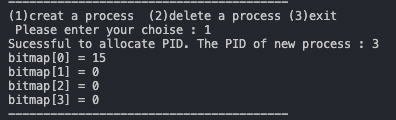 ----------------------------------------
(1)creat a process  (2)delete a process (3)exit
 Please enter your choise : 1
Sucessful to allocate PID. The PID of new process : 3
bitmap[0] = 15
bitmap[1] = 0
bitmap[2] = 0
bitmap[3] = 0
----------------------------------------